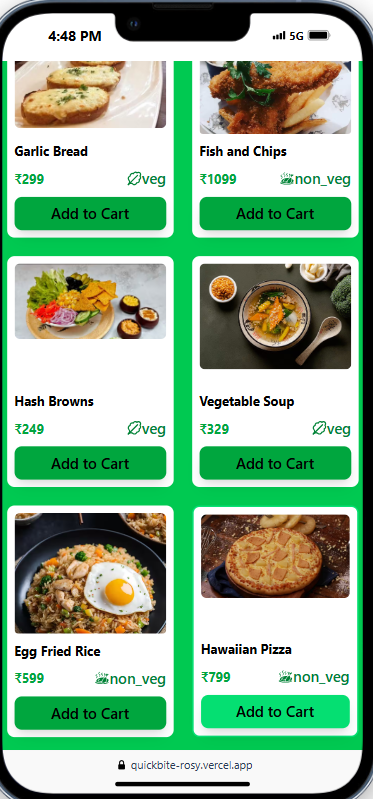 4:48 PM 5G
Garlic Bread Fish and Chips
₹299 veg ₹1099 non_veg
Add to Cart Add to Cart
Hash Browns Vegetable Soup
₹249 veg ₹329 veg
Add to Cart Add to Cart
Egg Fried Rice Hawaiian Pizza
₹599 non_veg ₹799 non_veg
Add to Cart Add to Cart
quickbite-rosy.vercel.app